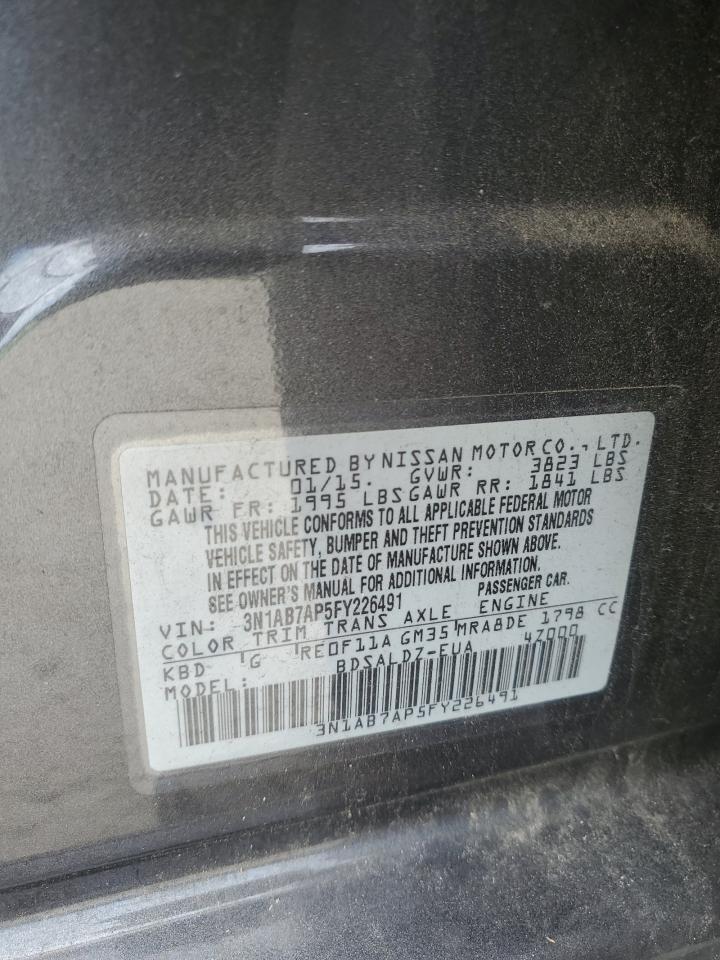 MANUFACTURED BY NISSAN MOTOR CO., LTD.
DATE: 01/15. GVWR: 3823 LBS
GAWR FR: 1995 LBS GAWR RR: 1841 LBS
THIS VEHICLE CONFORMS TO ALL APPLICABLE FEDERAL MOTOR
VEHICLE SAFETY, BUMPER AND THEFT PREVENTION STANDARDS
IN EFFECT ON THE DATE OF MANUFACTURE SHOWN ABOVE.
SEE OWNER'S MANUAL FOR ADDITIONAL INFORMATION.
VIN: 3N1AB7AP5FY226491 PASSENGER CAR.
COLOR TRIM TRANS AXLE ENGINE
KBD G RE0F11A GM35 MRA8DE 1798 CC
MODEL: BDSALDZ-EUA 47000
3N1AB7AP5FY226491